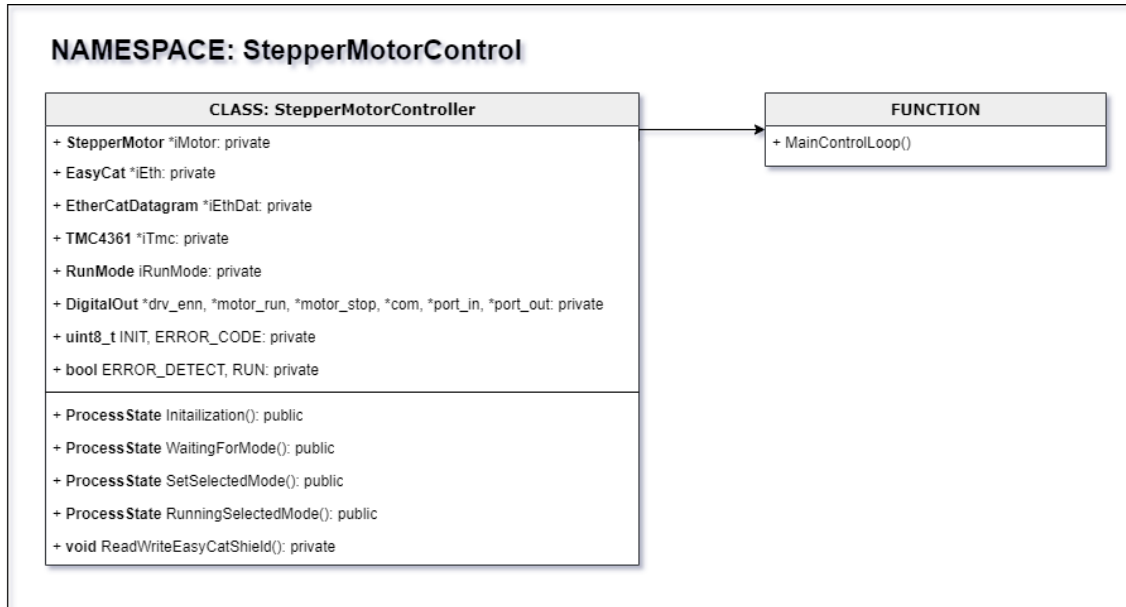 NAMESPACE: StepperMotorControl
CLASS: StepperMotorController
+ StepperMotor *iMotor: private
+ EasyCat *iEth: private
+ EtherCatDatagram *iEthDat: private
+ TMC4361 *iTmc: private
+ RunMode iRunMode: private
+ DigitalOut *drv_enn, *motor_run, *motor_stop, *com, *port_in, *port_out: private
+ uint8_t INIT, ERROR_CODE: private
+ bool ERROR_DETECT, RUN: private
+ ProcessState Initailization(): public
+ ProcessState WaitingForMode(): public
+ ProcessState SetSelectedMode(): public
+ ProcessState RunningSelectedMode(): public
+ void ReadWriteEasyCatShield(): private
FUNCTION
+ MainControlLoop()